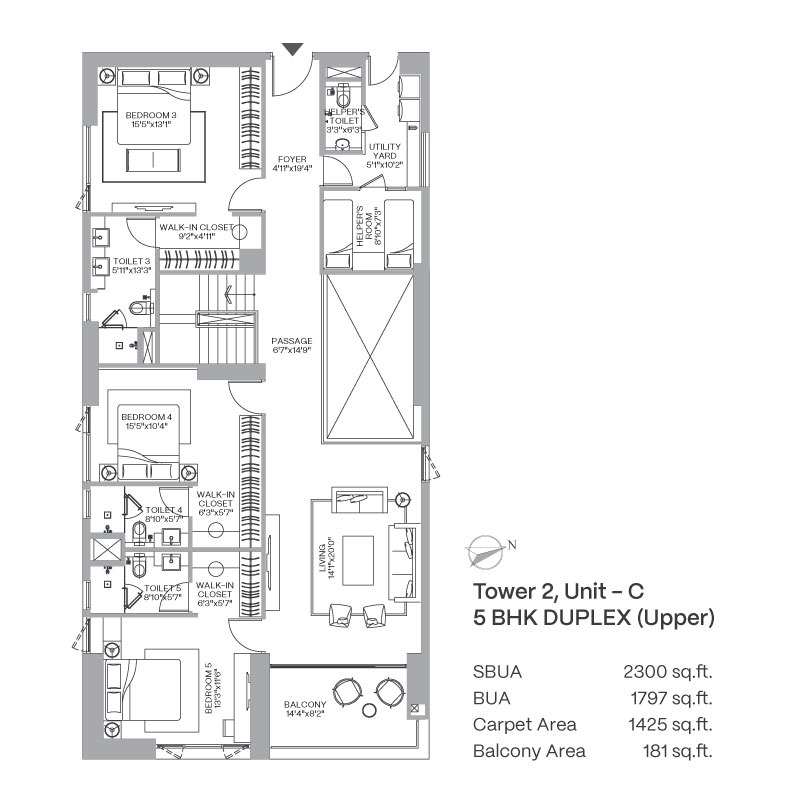 BEDROOM 3
15'5"x13'1"
FOYER
4'11"x19'4"
HELPER'S
TOILET
3'3"x6'3"
UTILITY
YARD
5'1"x10'2"
WALK-IN CLOSET
9'2"x4'11"
HELPER'S
ROOM
8'10"x7'3"
TOILET 3
5'11"x13'3"
PASSAGE
6'7"x14'9"
BEDROOM 4
15'5"x10'4"
WALK-IN
CLOSET
6'3"x5'7"
TOILET 4
8'10"x5'7"
LIVING
14'1"x20'0"
WALK-IN
CLOSET
6'3"x5'7"
TOILET 5
8'10"x5'7"
BEDROOM 5
13'3"x11'6"
BALCONY
14'4"x8'2"
N
Tower 2, Unit – C
5 BHK DUPLEX (Upper)
SBUA 2300 sq.ft.
BUA 1797 sq.ft.
Carpet Area 1425 sq.ft.
Balcony Area 181 sq.ft.